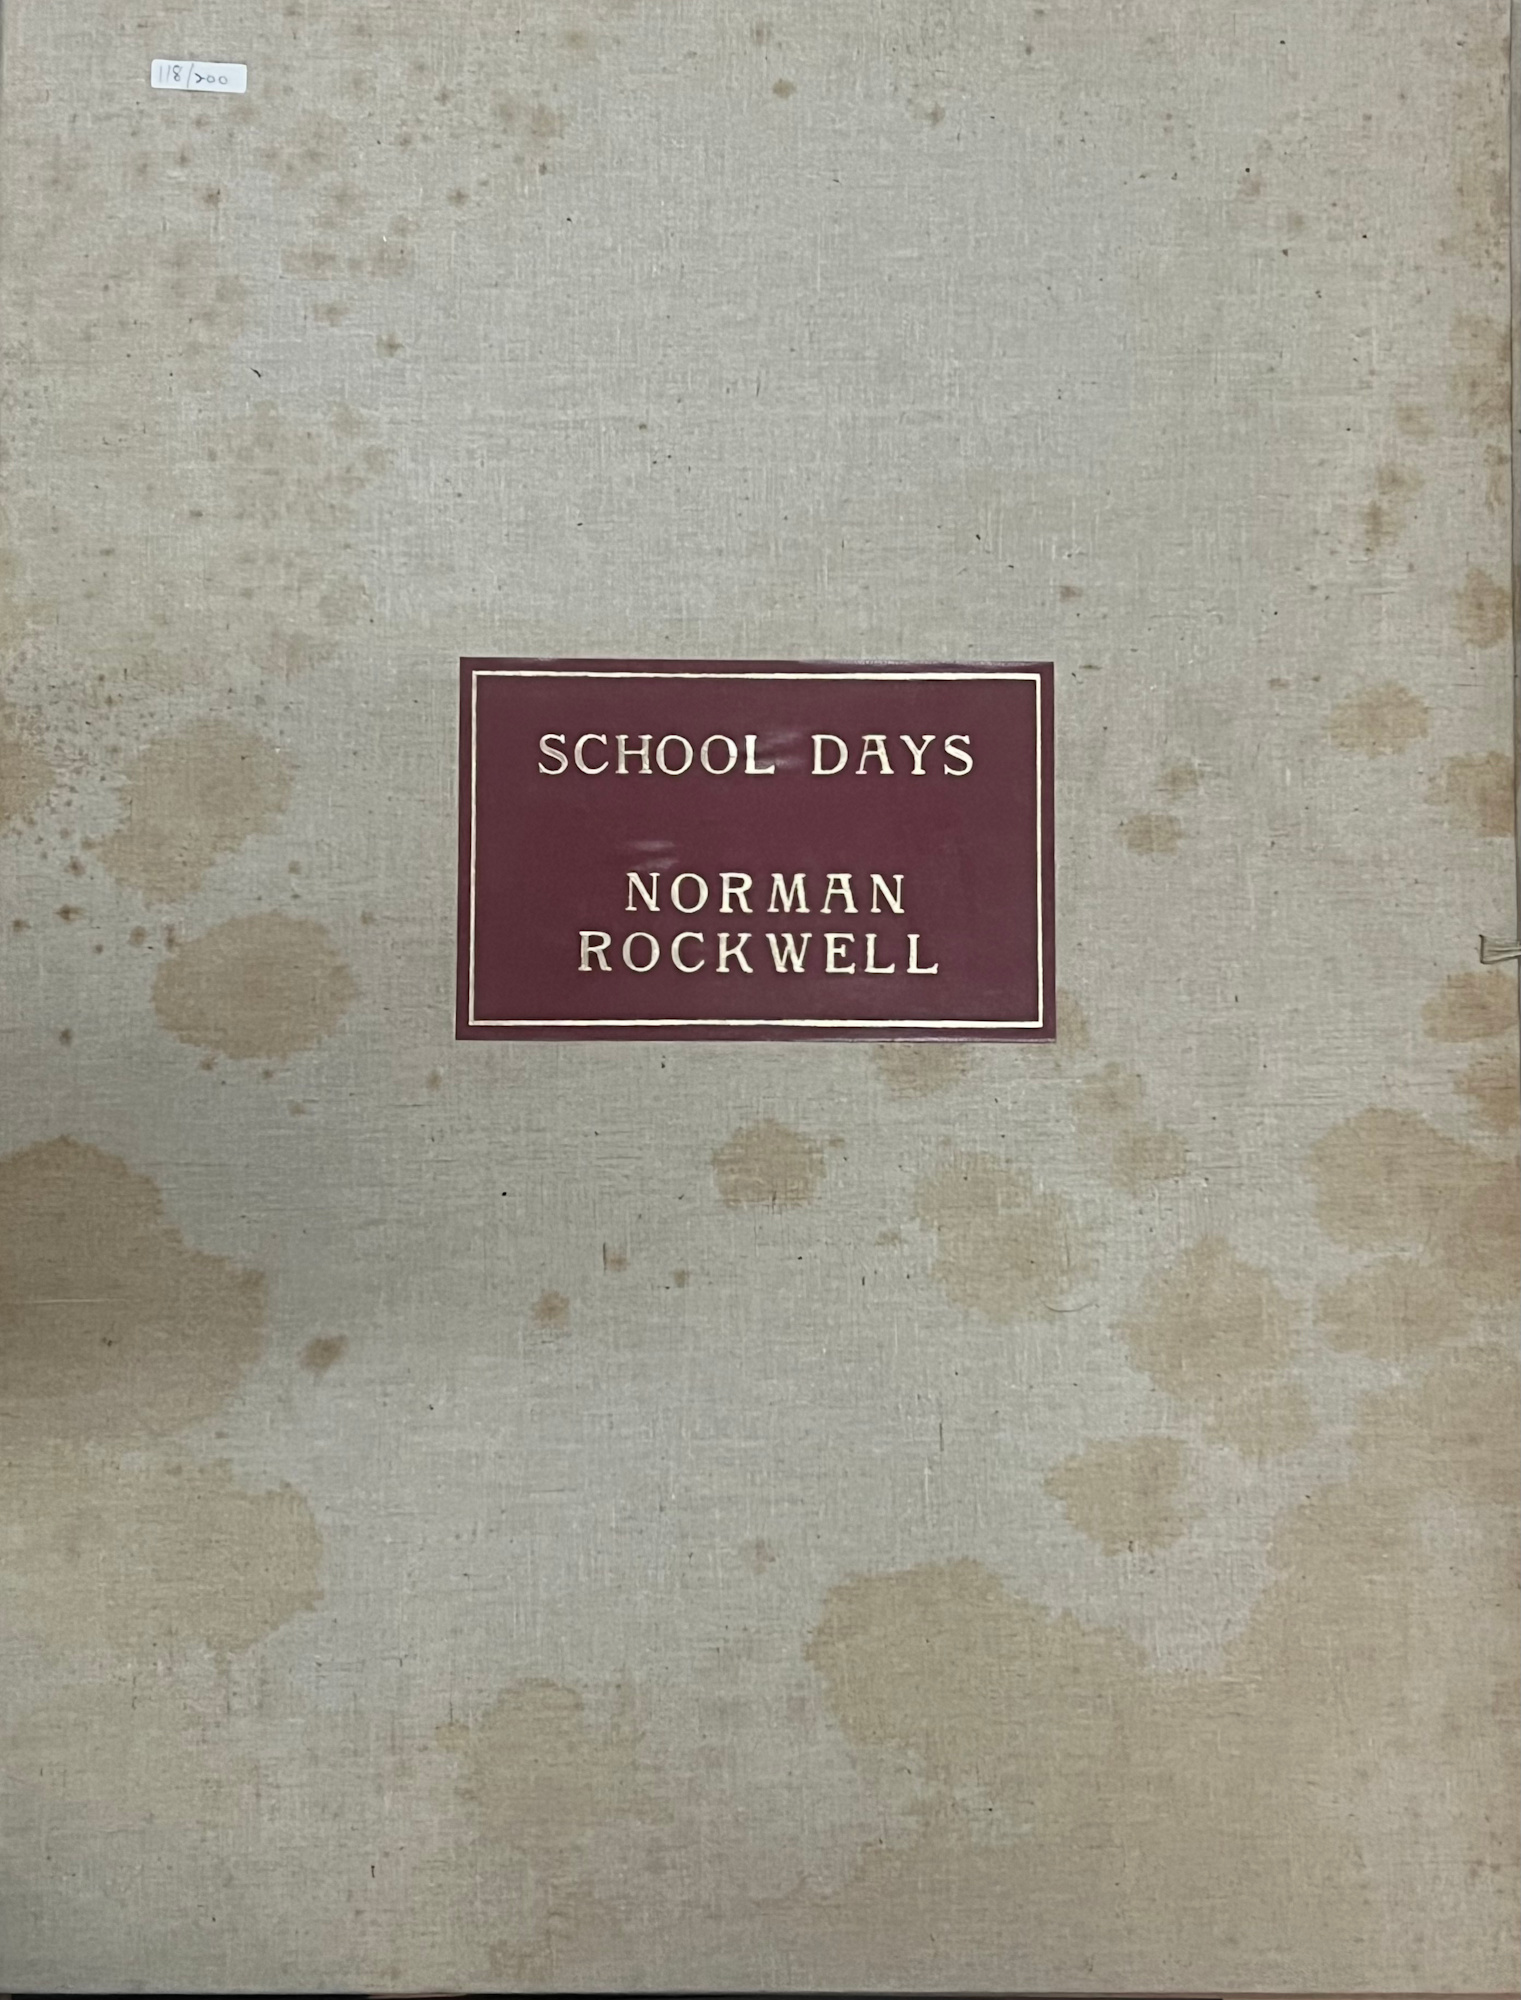 118/200
SCHOOL DAYS
NORMAN
ROCKWELL